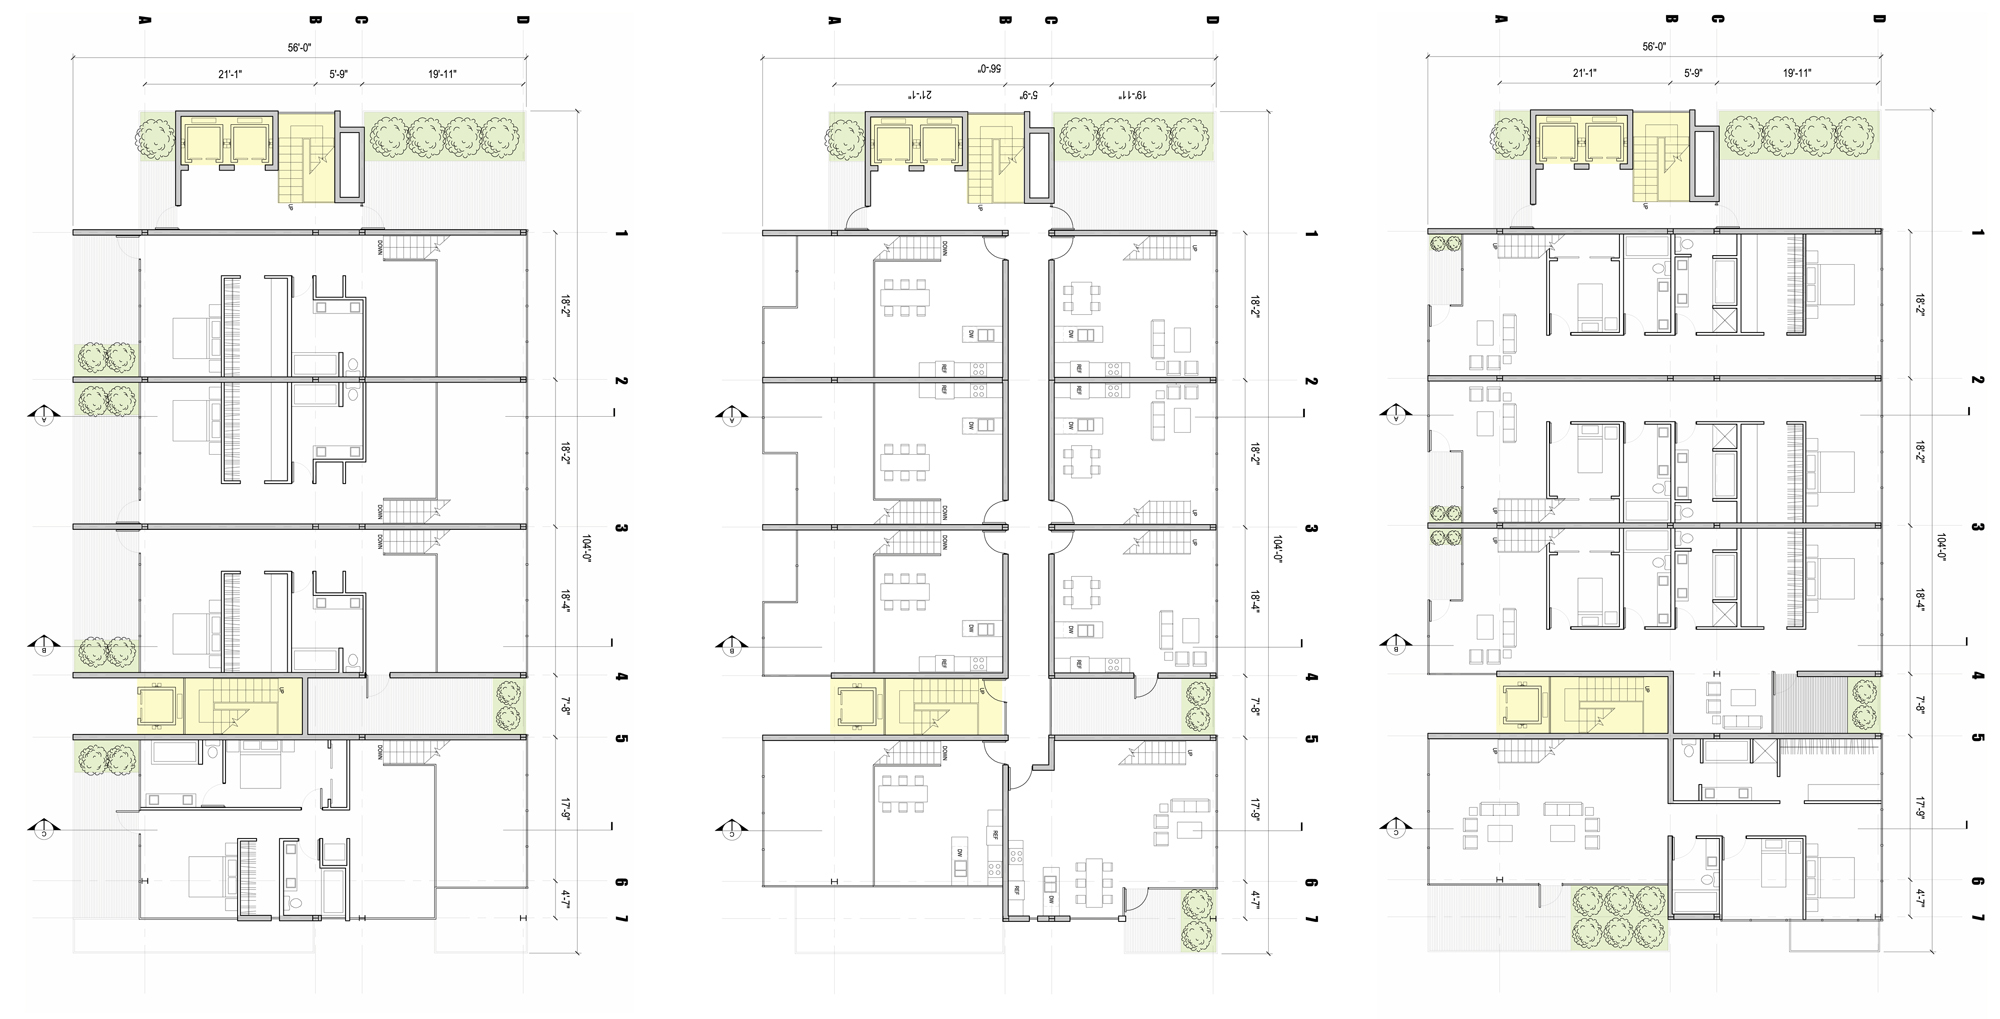 A B C D
56'-0"
21'-1" 5'-9" 19'-11"
UP
1
DOWN
18'-2"
2
A
18'-2"
DOWN
3
DOWN
104'-0"
18'-4"
B
4
UP
7'-8"
5
DOWN
17'-9"
C
6
4'-7"
7
A B C D
56'-0"
21'-1" 5'-9" 19'-11"
UP
1
DOWN UP
18'-2"
DW DW
REF REF
2
REF REF
A
DW DW
18'-2"
DOWN UP
3
DOWN UP
104'-0"
18'-4"
DW DW
B
REF REF
4
UP
7'-8"
5
DOWN UP
17'-9"
REF
C
DW
REF DW
6
4'-7"
7
A B C D
56'-0"
21'-1" 5'-9" 19'-11"
UP
1
UP
18'-2"
2
A
18'-2"
UP
3
UP
104'-0"
18'-4"
B
4
UP
7'-8"
5
UP
17'-9"
C
6
4'-7"
7